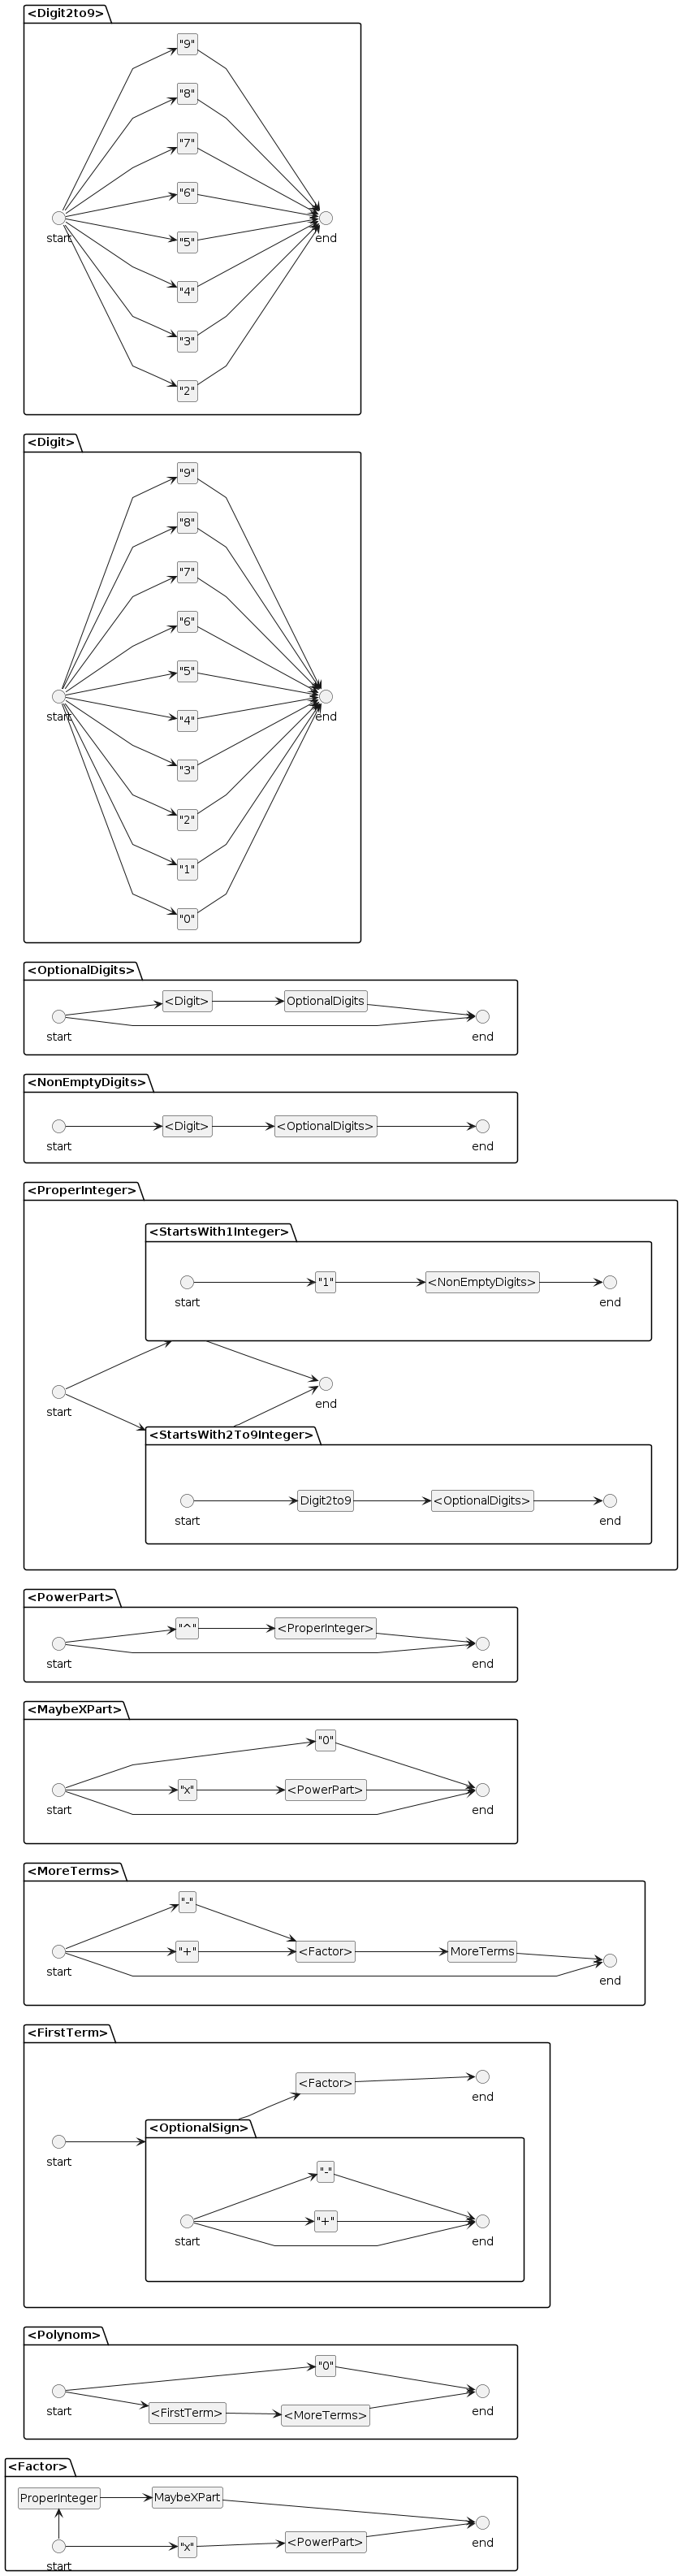 <Digit2to9>
"9"
"8"
"7"
"6"
start
end
"5"
"4"
"3"
"2"
<Digit>
"9"
"8"
"7"
"6"
"5"
start
end
"4"
"3"
"2"
"1"
"0"
<OptionalDigits>
<Digit> OptionalDigits
start end
<NonEmptyDigits>
<Digit> <OptionalDigits>
start end
<ProperInteger>
<StartsWith1Integer>
"1" <NonEmptyDigits>
start end
start end
<StartsWith2To9Integer>
Digit2to9 <OptionalDigits>
start end
<PowerPart>
"^" <ProperInteger>
start end
<MaybeXPart>
"0"
"x" <PowerPart>
start end
<MoreTerms>
"-"
"+" <Factor> MoreTerms
start end
<FirstTerm>
<Factor>
end
<OptionalSign>
start
"-"
"+"
start end
<Polynom>
"0"
start end
<FirstTerm> <MoreTerms>
<Factor>
ProperInteger MaybeXPart
end
"x" <PowerPart>
start